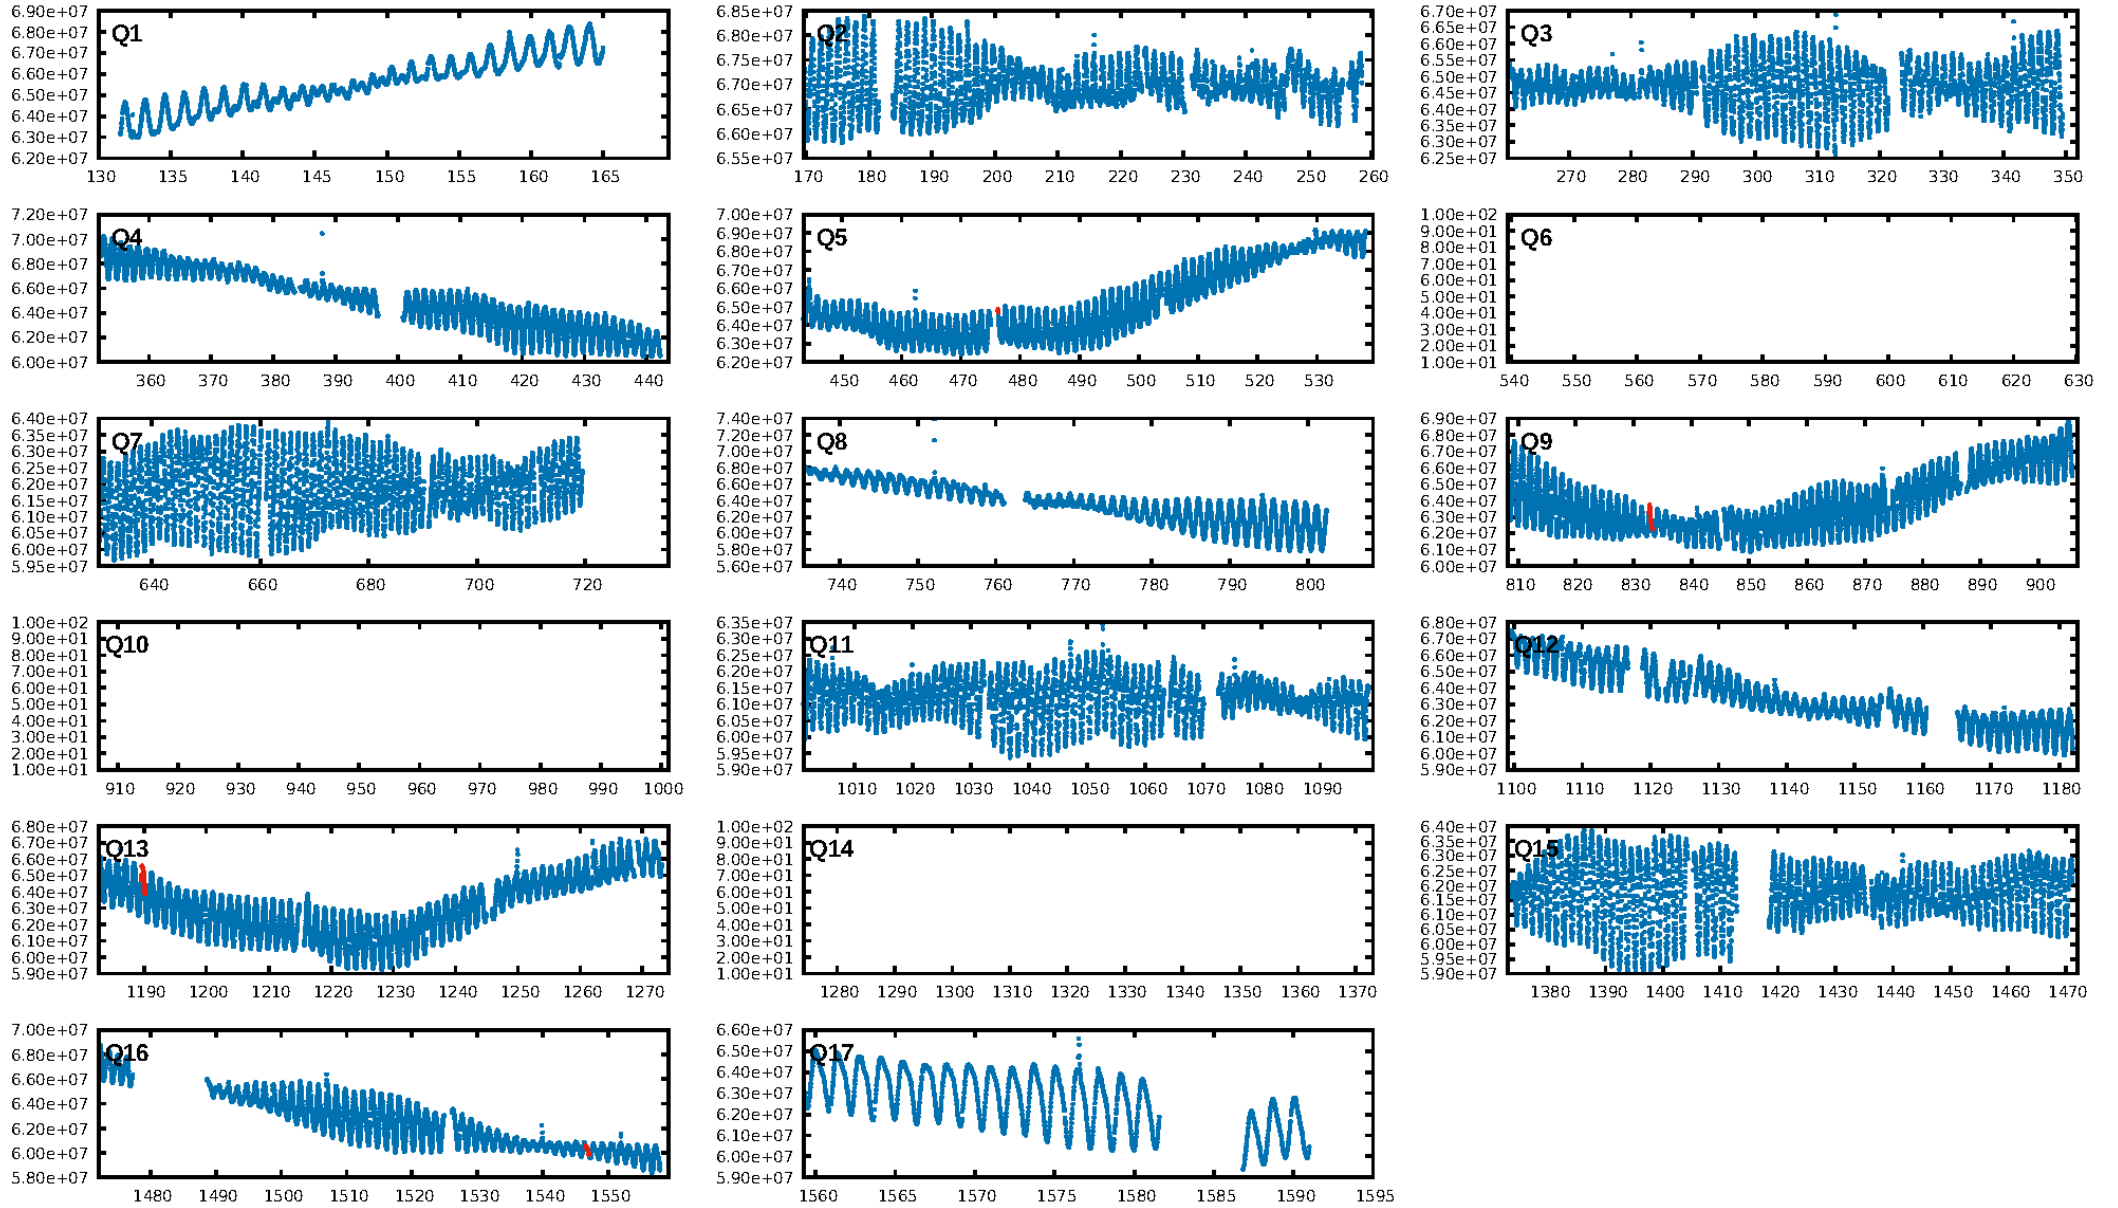 Q1
6.90e+07
6.80e+07
6.70e+07
6.60e+07
6.50e+07
6.40e+07
6.30e+07
6.20e+07
130 135 140 145 150 155 160 165
Q2
6.85e+07
6.80e+07
6.75e+07
6.70e+07
6.65e+07
6.60e+07
6.55e+07
170 180 190 200 210 220 230 240 250 260
Q3
6.70e+07
6.65e+07
6.60e+07
6.55e+07
6.50e+07
6.45e+07
6.40e+07
6.35e+07
6.30e+07
6.25e+07
270 280 290 300 310 320 330 340 350
Q4
7.20e+07
7.00e+07
6.80e+07
6.60e+07
6.40e+07
6.20e+07
6.00e+07
360 370 380 390 400 410 420 430 440
Q5
7.00e+07
6.90e+07
6.80e+07
6.70e+07
6.60e+07
6.50e+07
6.40e+07
6.30e+07
6.20e+07
450 460 470 480 490 500 510 520 530
Q6
1.00e+02
9.00e+01
8.00e+01
7.00e+01
6.00e+01
5.00e+01
4.00e+01
3.00e+01
2.00e+01
1.00e+01
540 550 560 570 580 590 600 610 620 630
Q7
6.40e+07
6.35e+07
6.30e+07
6.25e+07
6.20e+07
6.15e+07
6.10e+07
6.05e+07
6.00e+07
5.95e+07
640 660 680 700 720
Q8
7.40e+07
7.20e+07
7.00e+07
6.80e+07
6.60e+07
6.40e+07
6.20e+07
6.00e+07
5.80e+07
5.60e+07
740 750 760 770 780 790 800
Q9
6.90e+07
6.80e+07
6.70e+07
6.60e+07
6.50e+07
6.40e+07
6.30e+07
6.20e+07
6.10e+07
6.00e+07
810 820 830 840 850 860 870 880 890 900
Q10
1.00e+02
9.00e+01
8.00e+01
7.00e+01
6.00e+01
5.00e+01
4.00e+01
3.00e+01
2.00e+01
1.00e+01
910 920 930 940 950 960 970 980 990 1000
Q11
6.35e+07
6.30e+07
6.25e+07
6.20e+07
6.15e+07
6.10e+07
6.05e+07
6.00e+07
5.95e+07
5.90e+07
1010 1020 1030 1040 1050 1060 1070 1080 1090
Q12
6.80e+07
6.70e+07
6.60e+07
6.50e+07
6.40e+07
6.30e+07
6.20e+07
6.10e+07
6.00e+07
5.90e+07
1100 1110 1120 1130 1140 1150 1160 1170 1180
Q13
6.80e+07
6.70e+07
6.60e+07
6.50e+07
6.40e+07
6.30e+07
6.20e+07
6.10e+07
6.00e+07
5.90e+07
1190 1200 1210 1220 1230 1240 1250 1260 1270
Q14
1.00e+02
9.00e+01
8.00e+01
7.00e+01
6.00e+01
5.00e+01
4.00e+01
3.00e+01
2.00e+01
1.00e+01
1280 1290 1300 1310 1320 1330 1340 1350 1360 1370
Q15
6.40e+07
6.35e+07
6.30e+07
6.25e+07
6.20e+07
6.15e+07
6.10e+07
6.05e+07
6.00e+07
5.95e+07
5.90e+07
1380 1390 1400 1410 1420 1430 1440 1450 1460 1470
Q16
7.00e+07
6.80e+07
6.60e+07
6.40e+07
6.20e+07
6.00e+07
5.80e+07
1480 1490 1500 1510 1520 1530 1540 1550
Q17
6.60e+07
6.50e+07
6.40e+07
6.30e+07
6.20e+07
6.10e+07
6.00e+07
5.90e+07
1560 1565 1570 1575 1580 1585 1590 1595